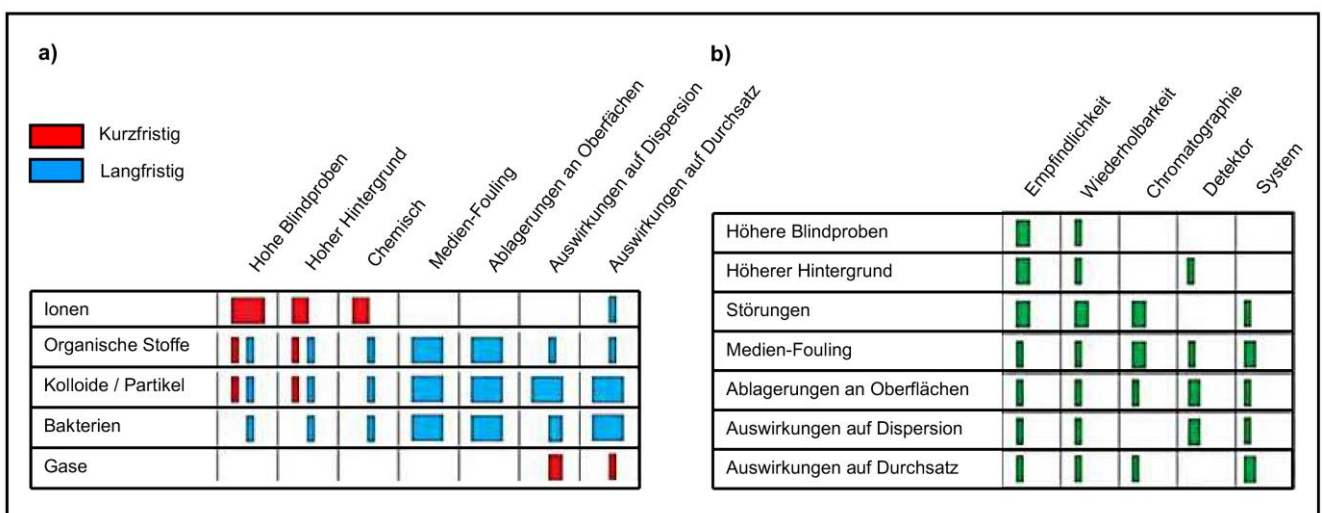 a)
Kurzfristig
Langfristig
Hohe Blindproben
Hoher Hintergrund
Chemisch
Medien-Fouling
Ablagerungen an Oberfächen
Auswirkungen auf Dispersion
Auswirkungen auf Durchsatz
Ionen
Organische Stoffe
Kolloide / Partikel
Bakterien
Gase
b)
Empfindlichkeit
Wiederholbarkeit
Chromatographie
Detektor
System
Höhere Blindproben
Höherer Hintergrund
Störungen
Medien-Fouling
Ablagerungen an Oberflächen
Auswirkungen auf Dispersion
Auswirkungen auf Durchsatz